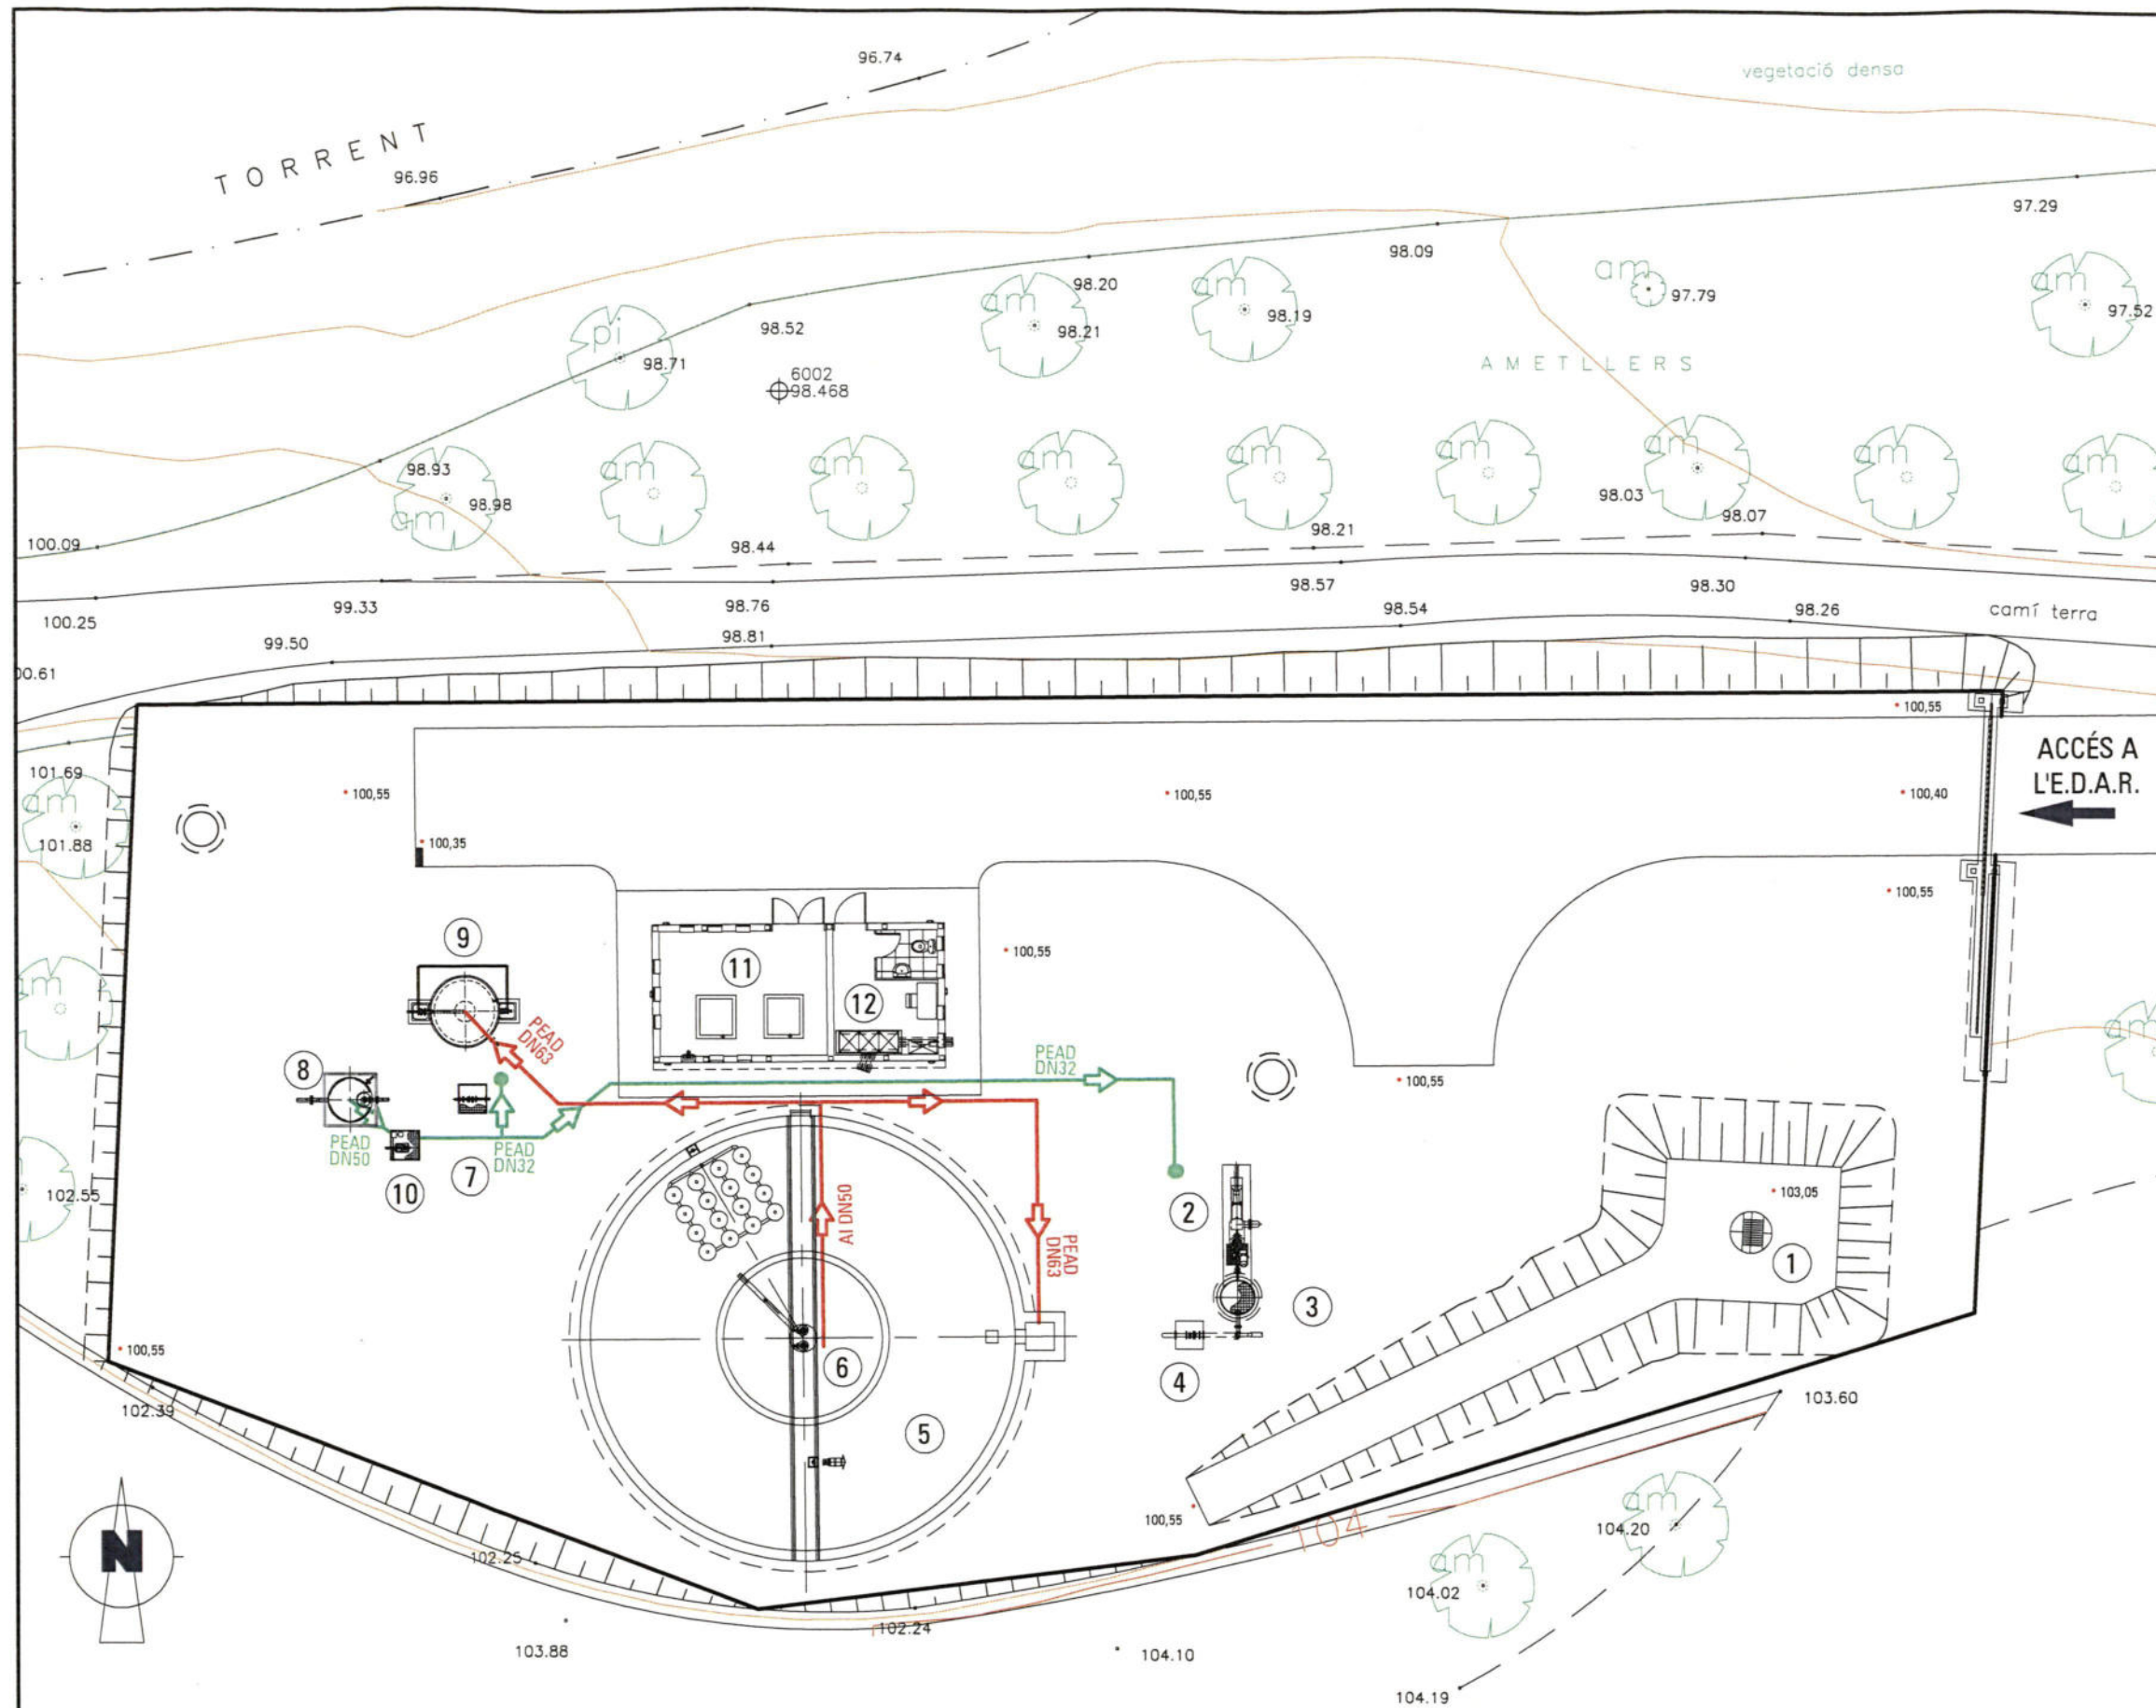 96.74
vegetació densa
TORRENT
96.96
97.29
98.09
98.20
am
97.79
am
97.52
am
98.21
am
98.19
98.52
pi
98.71
AMETLLERS
6002
98.468
98.93
98.98
am
am
am
am
am
am
am
am
am
98.03
98.07
98.21
98.44
100.09
98.57
98.30
98.26
camí terra
98.54
99.33
98.76
100.25
98.81
99.50
00.61
100,55
ACCÉS A
L'E.D.A.R.
101.69
am
101.88
100,55
100,55
100,40
100,35
100,55
100,55
9
11
12
am
am
PEAD
DN63
PEAD
DN32
8
100,55
PEAD
DN50
7
PEAD
DN32
10
102.55
AI DN50
2
103,05
PEAD
DN63
1
3
6
4
100,55
5
102.39
103.60
100,55
104
am
104.20
N
102.25
am
104.02
102.24
103.88
104.10
104.19